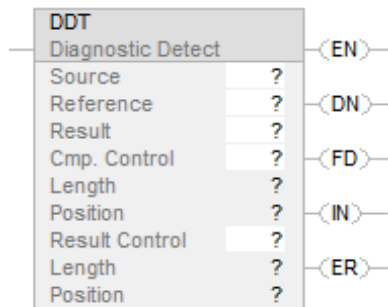 DDT
Diagnostic Detect (EN)
Source ?
Reference ? (DN)
Result ?
Cmp. Control ? (FD)
Length ?
Position ? (IN)
Result Control ?
Length ? (ER)
Position ?